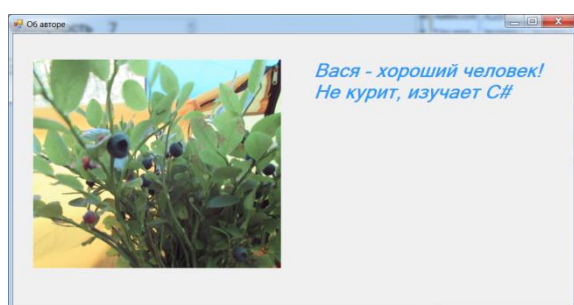 Об авторе
Вася - хороший человек!
Не курит, изучает C#